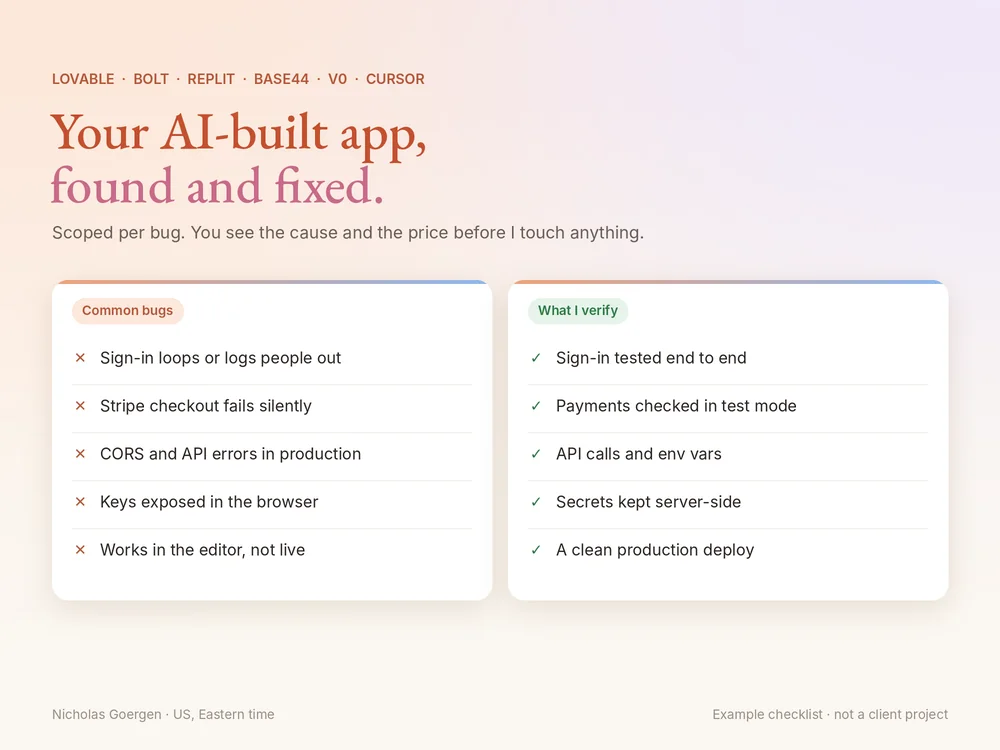 LOVABLE · BOLT · REPLIT · BASE44 · V0 · CURSOR
Your AI-built app,
found and fixed.
Scoped per bug. You see the cause and the price before I touch anything.
Common bugs
✕ Sign-in loops or logs people out
✕ Stripe checkout fails silently
✕ CORS and API errors in production
✕ Keys exposed in the browser
✕ Works in the editor, not live
What I verify
✓ Sign-in tested end to end
✓ Payments checked in test mode
✓ API calls and env vars
✓ Secrets kept server-side
✓ A clean production deploy
Nicholas Goergen · US, Eastern time
Example checklist · not a client project